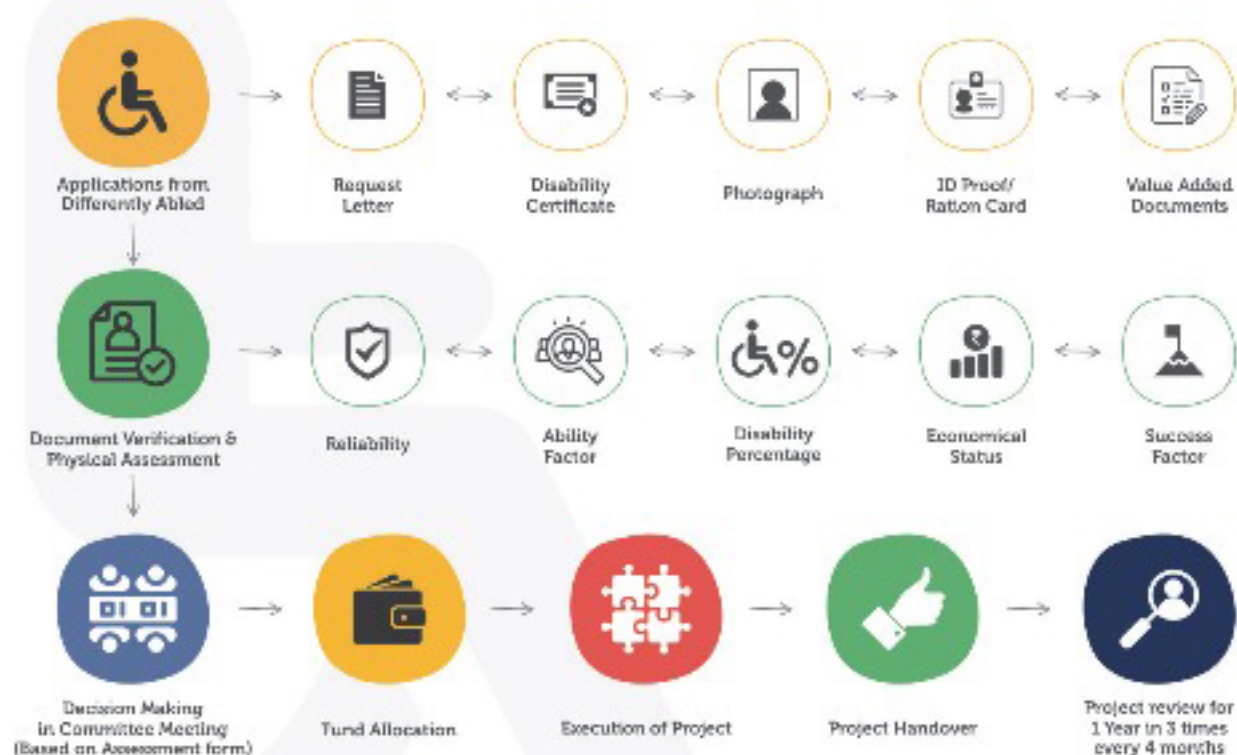 Applications from
Differently Abled
Request
Letter
Disability
Certificate
Photograph
ID Proof/
Ration Card
Value Added
Documents
Document Verification &
Physical Assessment
Reliability
Ability
Factor
%
Disability
Percentage
₹
Economical
Status
Success
Factor
Decision Making
in Committee Meeting
(Based on Assessment form)
Fund Allocation
Execution of Project
Project Handover
Project review for
1 Year in 3 times
every 4 months